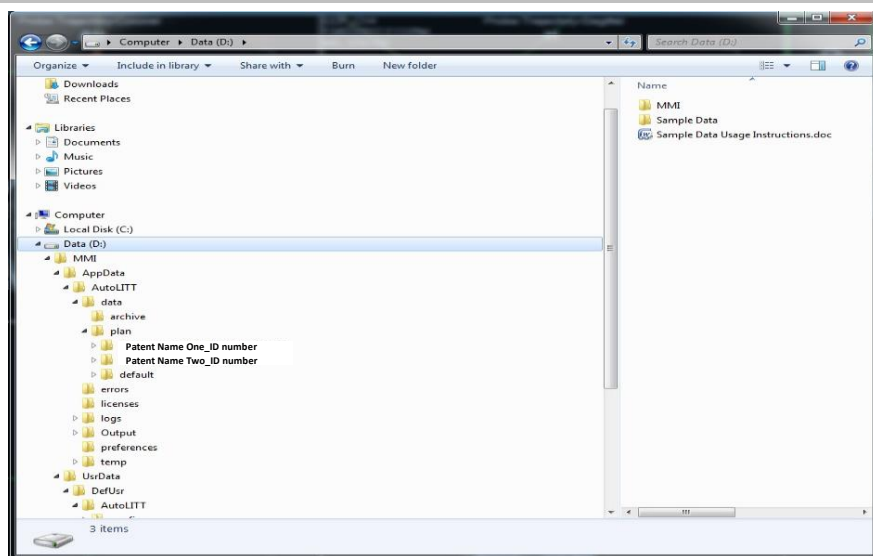 Computer Data (D:)
Search Data (D:)
Organize Include in library Share with Burn New folder
Downloads
Recent Places
Libraries
Documents
Music
Pictures
Videos
Computer
Local Disk (C:)
Data (D:)
MMI
AppData
AutoLITT
data
archive
plan
Patent Name One_ID number
Patent Name Two_ID number
default
errors
licenses
logs
Output
preferences
temp
UsrData
DefUsr
AutoLITT
3 items
Name
MMI
Sample Data
Sample Data Usage Instructions.doc